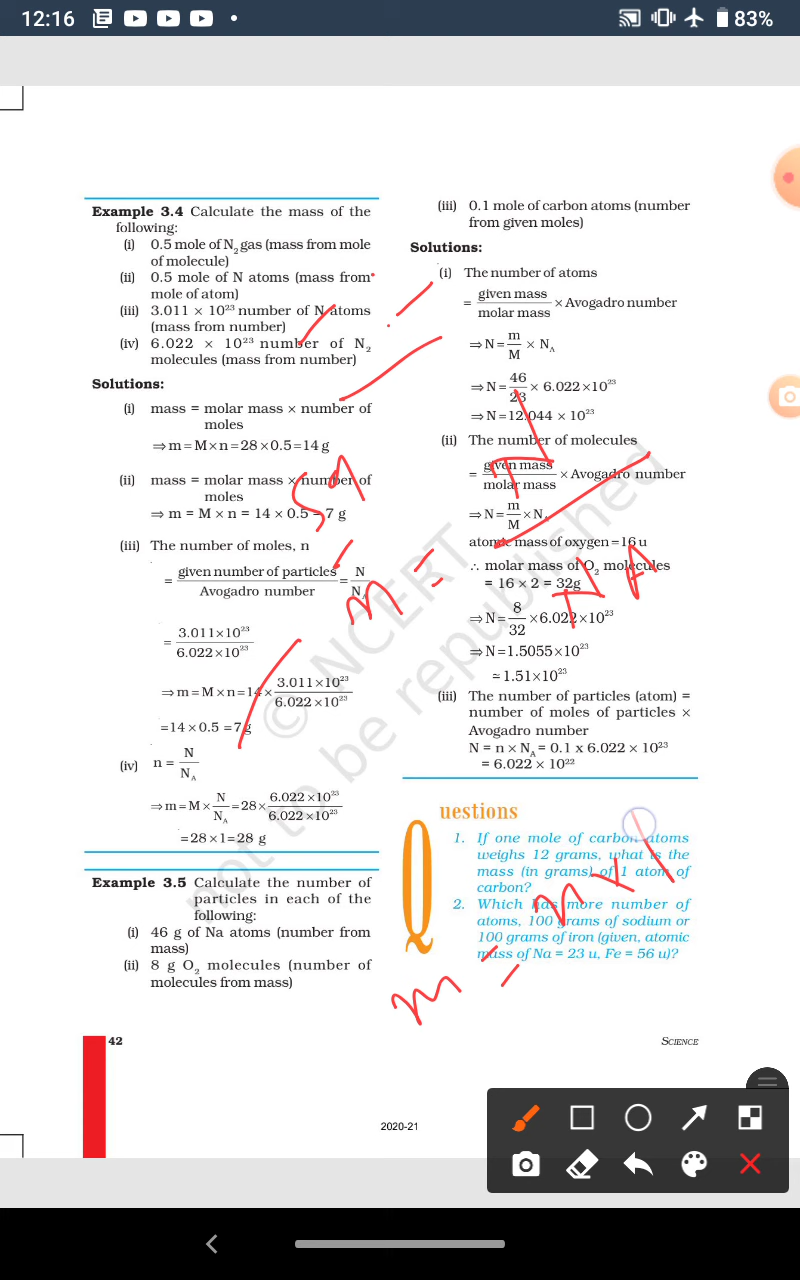 12:16
83%
Example 3.4 Calculate the mass of the
following:
(i) 0.5 mole of N₂ gas (mass from mole
of molecule)
(ii) 0.5 mole of N atoms (mass from
mole of atom)
(iii) 3.011 × 10²³ number of N atoms
(mass from number)
(iv) 6.022 × 10²³ number of N₂
molecules (mass from number)
Solutions:
(i) mass = molar mass × number of
moles
⇒m=M×n=28×0.5=14 g
(ii) mass = molar mass × number of
moles
⇒ m = M × n = 14 × 0.5 = 7 g
(iii) The number of moles, n
= given number of particles / Avogadro number = N / N_A
= 3.011×10²³ / 6.022×10²³
⇒m=M×n=14× 3.011×10²³ / 6.022×10²³
=14×0.5 =7 g
(iv) n = N / N_A
⇒m=M× N / N_A =28× 6.022×10²³ / 6.022×10²³
=28×1=28 g
Example 3.5 Calculate the number of
particles in each of the
following:
(i) 46 g of Na atoms (number from
mass)
(ii) 8 g O₂ molecules (number of
molecules from mass)
(iii) 0.1 mole of carbon atoms (number
from given moles)
Solutions:
(i) The number of atoms
= given mass / molar mass × Avogadro number
⇒N= m / M × N_A
⇒N= 46 / 23 × 6.022×10²³
⇒N=12.044 × 10²³
(ii) The number of molecules
= given mass / molar mass × Avogadro number
⇒N= m / M ×N_A
atomic mass of oxygen=16 u
∴ molar mass of O₂ molecules
= 16 × 2 = 32g
⇒N= 8 / 32 ×6.022×10²³
⇒N=1.5055×10²³
≃1.51×10²³
(iii) The number of particles (atom) =
number of moles of particles ×
Avogadro number
N = n × N_A = 0.1 x 6.022 × 10²³
= 6.022 × 10²²
Questions
1. If one mole of carbon atoms
weighs 12 grams, what is the
mass (in grams) of 1 atom of
carbon?
2. Which has more number of
atoms, 100 grams of sodium or
100 grams of iron (given, atomic
mass of Na = 23 u, Fe = 56 u)?
© NCERT
not to be republished
42
SCIENCE
2020-21